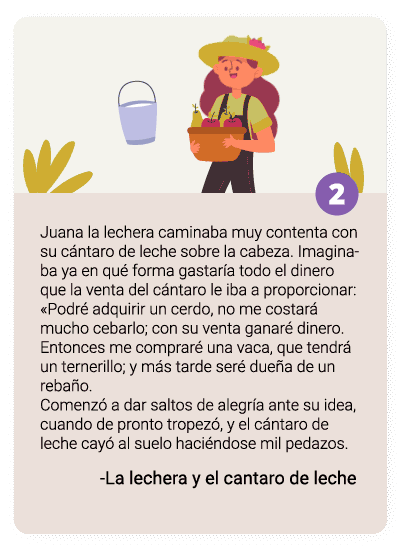 2
Juana la lechera caminaba muy contenta con
su cántaro de leche sobre la cabeza. Imagina-
ba ya en qué forma gastaría todo el dinero
que la venta del cántaro le iba a proporcionar:
«Podré adquirir un cerdo, no me costará
mucho cebarlo; con su venta ganaré dinero.
Entonces me compraré una vaca, que tendrá
un ternerillo; y más tarde seré dueña de un
rebaño.
Comenzó a dar saltos de alegría ante su idea,
cuando de pronto tropezó, y el cántaro de
leche cayó al suelo haciéndose mil pedazos.
-La lechera y el cantaro de leche